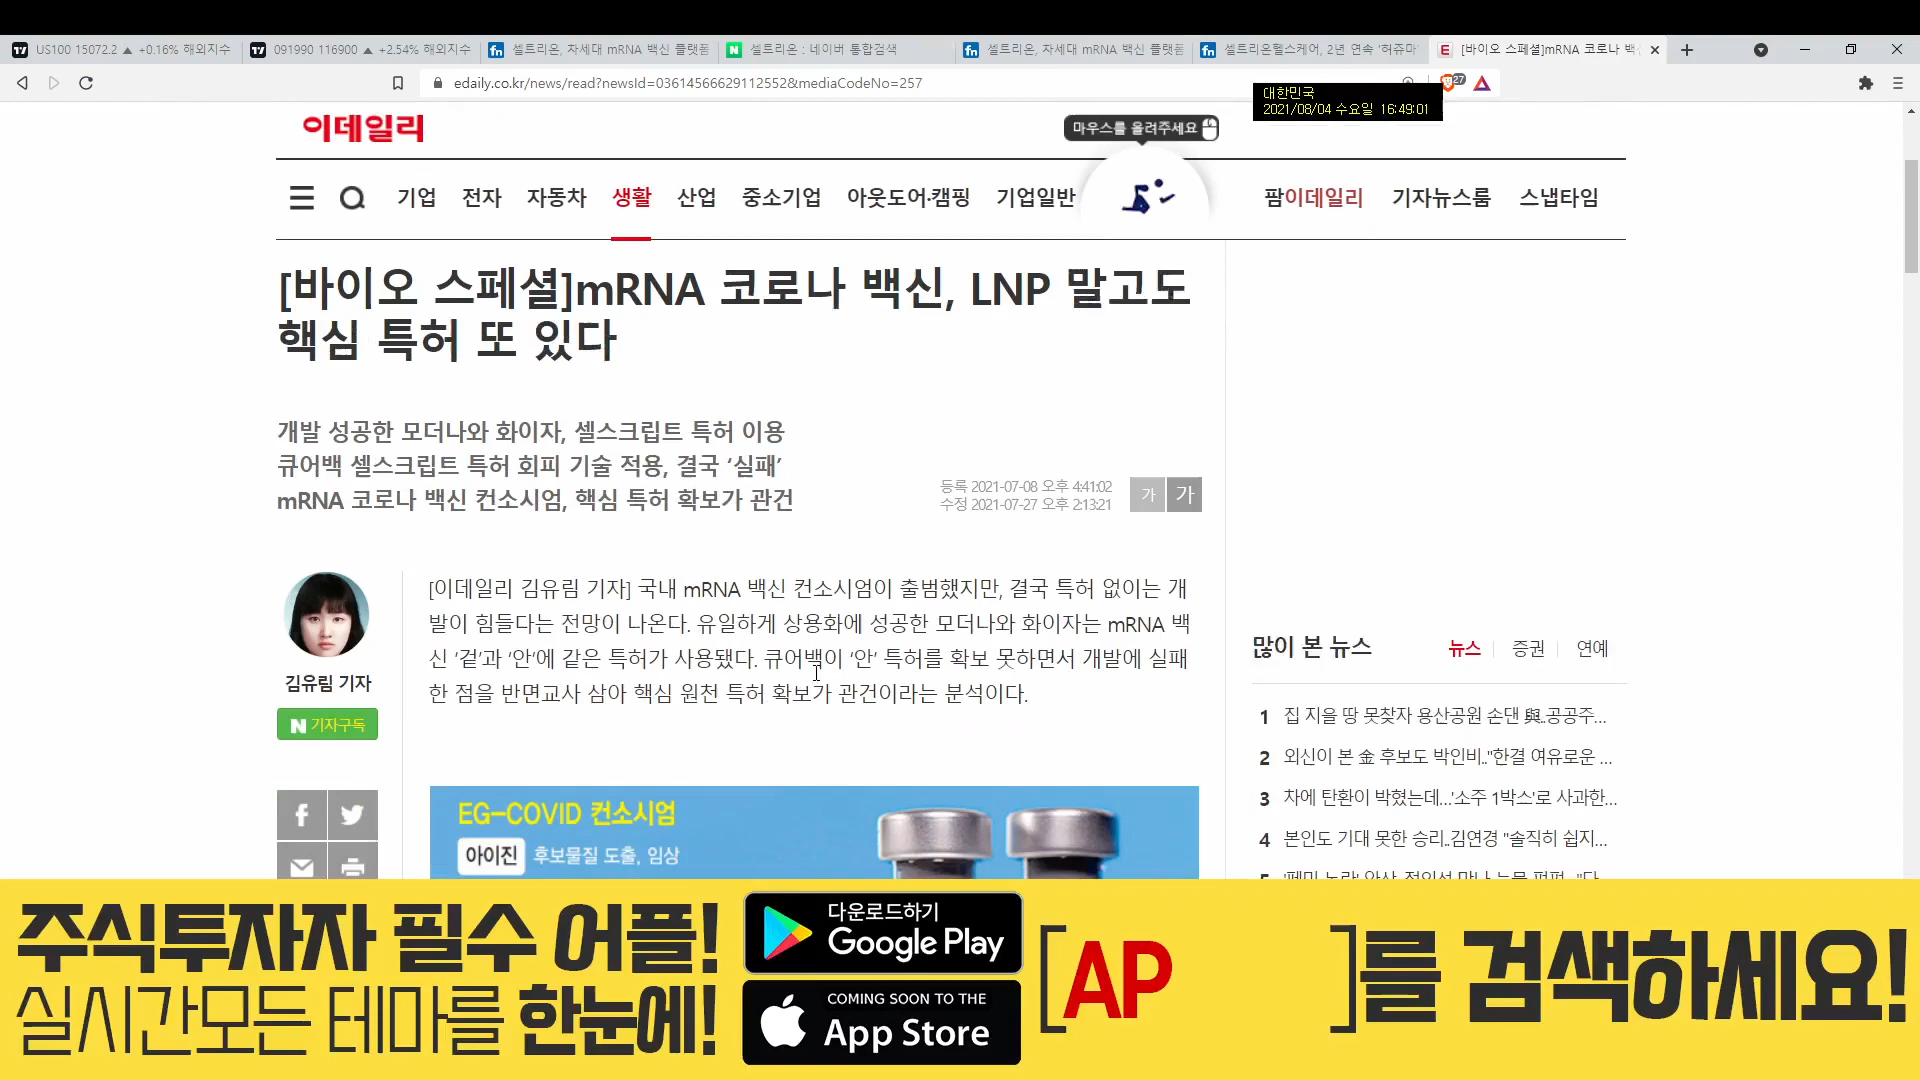 US100 15072.2 ▲ +0.16% 해외지수
091990 116900 ▲ +2.54% 해외지수
셀트리온, 차세대 mRNA 백신 플랫폼
셀트리온 : 네이버 통합검색
셀트리온, 차세대 mRNA 백신 플랫폼
셀트리온헬스케어, 2년 연속 '허쥬마'
[바이오 스페셜]mRNA 코로나 백
edaily.co.kr/news/read?newsId=03614566629112552&mediaCodeNo=257
27
대한민국
2021/08/04 수요일 16:49:01
이데일리
마우스를 올려주세요
기업 전자 자동차 생활 산업 중소기업 아웃도어·캠핑 기업일반
팜이데일리 기자뉴스룸 스냅타임
[바이오 스페셜]mRNA 코로나 백신, LNP 말고도
핵심 특허 또 있다
개발 성공한 모더나와 화이자, 셀스크립트 특허 이용
큐어백 셀스크립트 특허 회피 기술 적용, 결국 ‘실패’
mRNA 코로나 백신 컨소시엄, 핵심 특허 확보가 관건
등록 2021-07-08 오후 4:41:02
수정 2021-07-27 오후 2:13:21
가 가
김유림 기자
N 기자구독
[이데일리 김유림 기자] 국내 mRNA 백신 컨소시엄이 출범했지만, 결국 특허 없이는 개
발이 힘들다는 전망이 나온다. 유일하게 상용화에 성공한 모더나와 화이자는 mRNA 백
신 ‘겉’과 ‘안’에 같은 특허가 사용됐다. 큐어백이 ‘안’ 특허를 확보 못하면서 개발에 실패
한 점을 반면교사 삼아 핵심 원천 특허 확보가 관건이라는 분석이다.
EG-COVID 컨소시엄
아이진 후보물질 도출, 임상
많이 본 뉴스
뉴스 증권 연예
1 집 지을 땅 못찾자 용산공원 손댄 與..공공주...
2 외신이 본 金 후보도 박인비.."한결 여유로운 ...
3 차에 탄환이 박혔는데...'소주 1박스'로 사과한...
4 본인도 기대 못한 승리..김연경 "솔직히 쉽지...
주식투자자 필수 어플!
실시간모든 테마를 한눈에!
다운로드하기
Google Play
COMING SOON TO THE
App Store
[AP ]를 검색하세요!